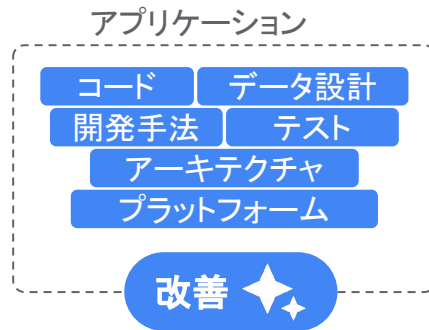 アプリケーション
コード データ設計
開発手法 テスト
アーキテクチャ
プラットフォーム
改善